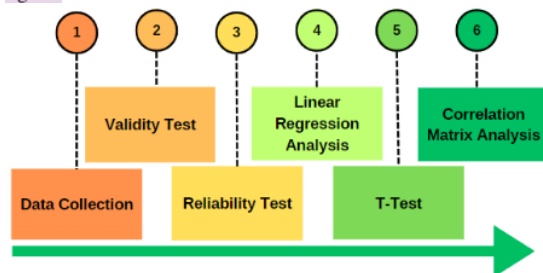 1
2
3
4
5
6
Validity Test
Linear
Regression
Analysis
Correlation
Matrix Analysis
Data Collection
Reliability Test
T-Test